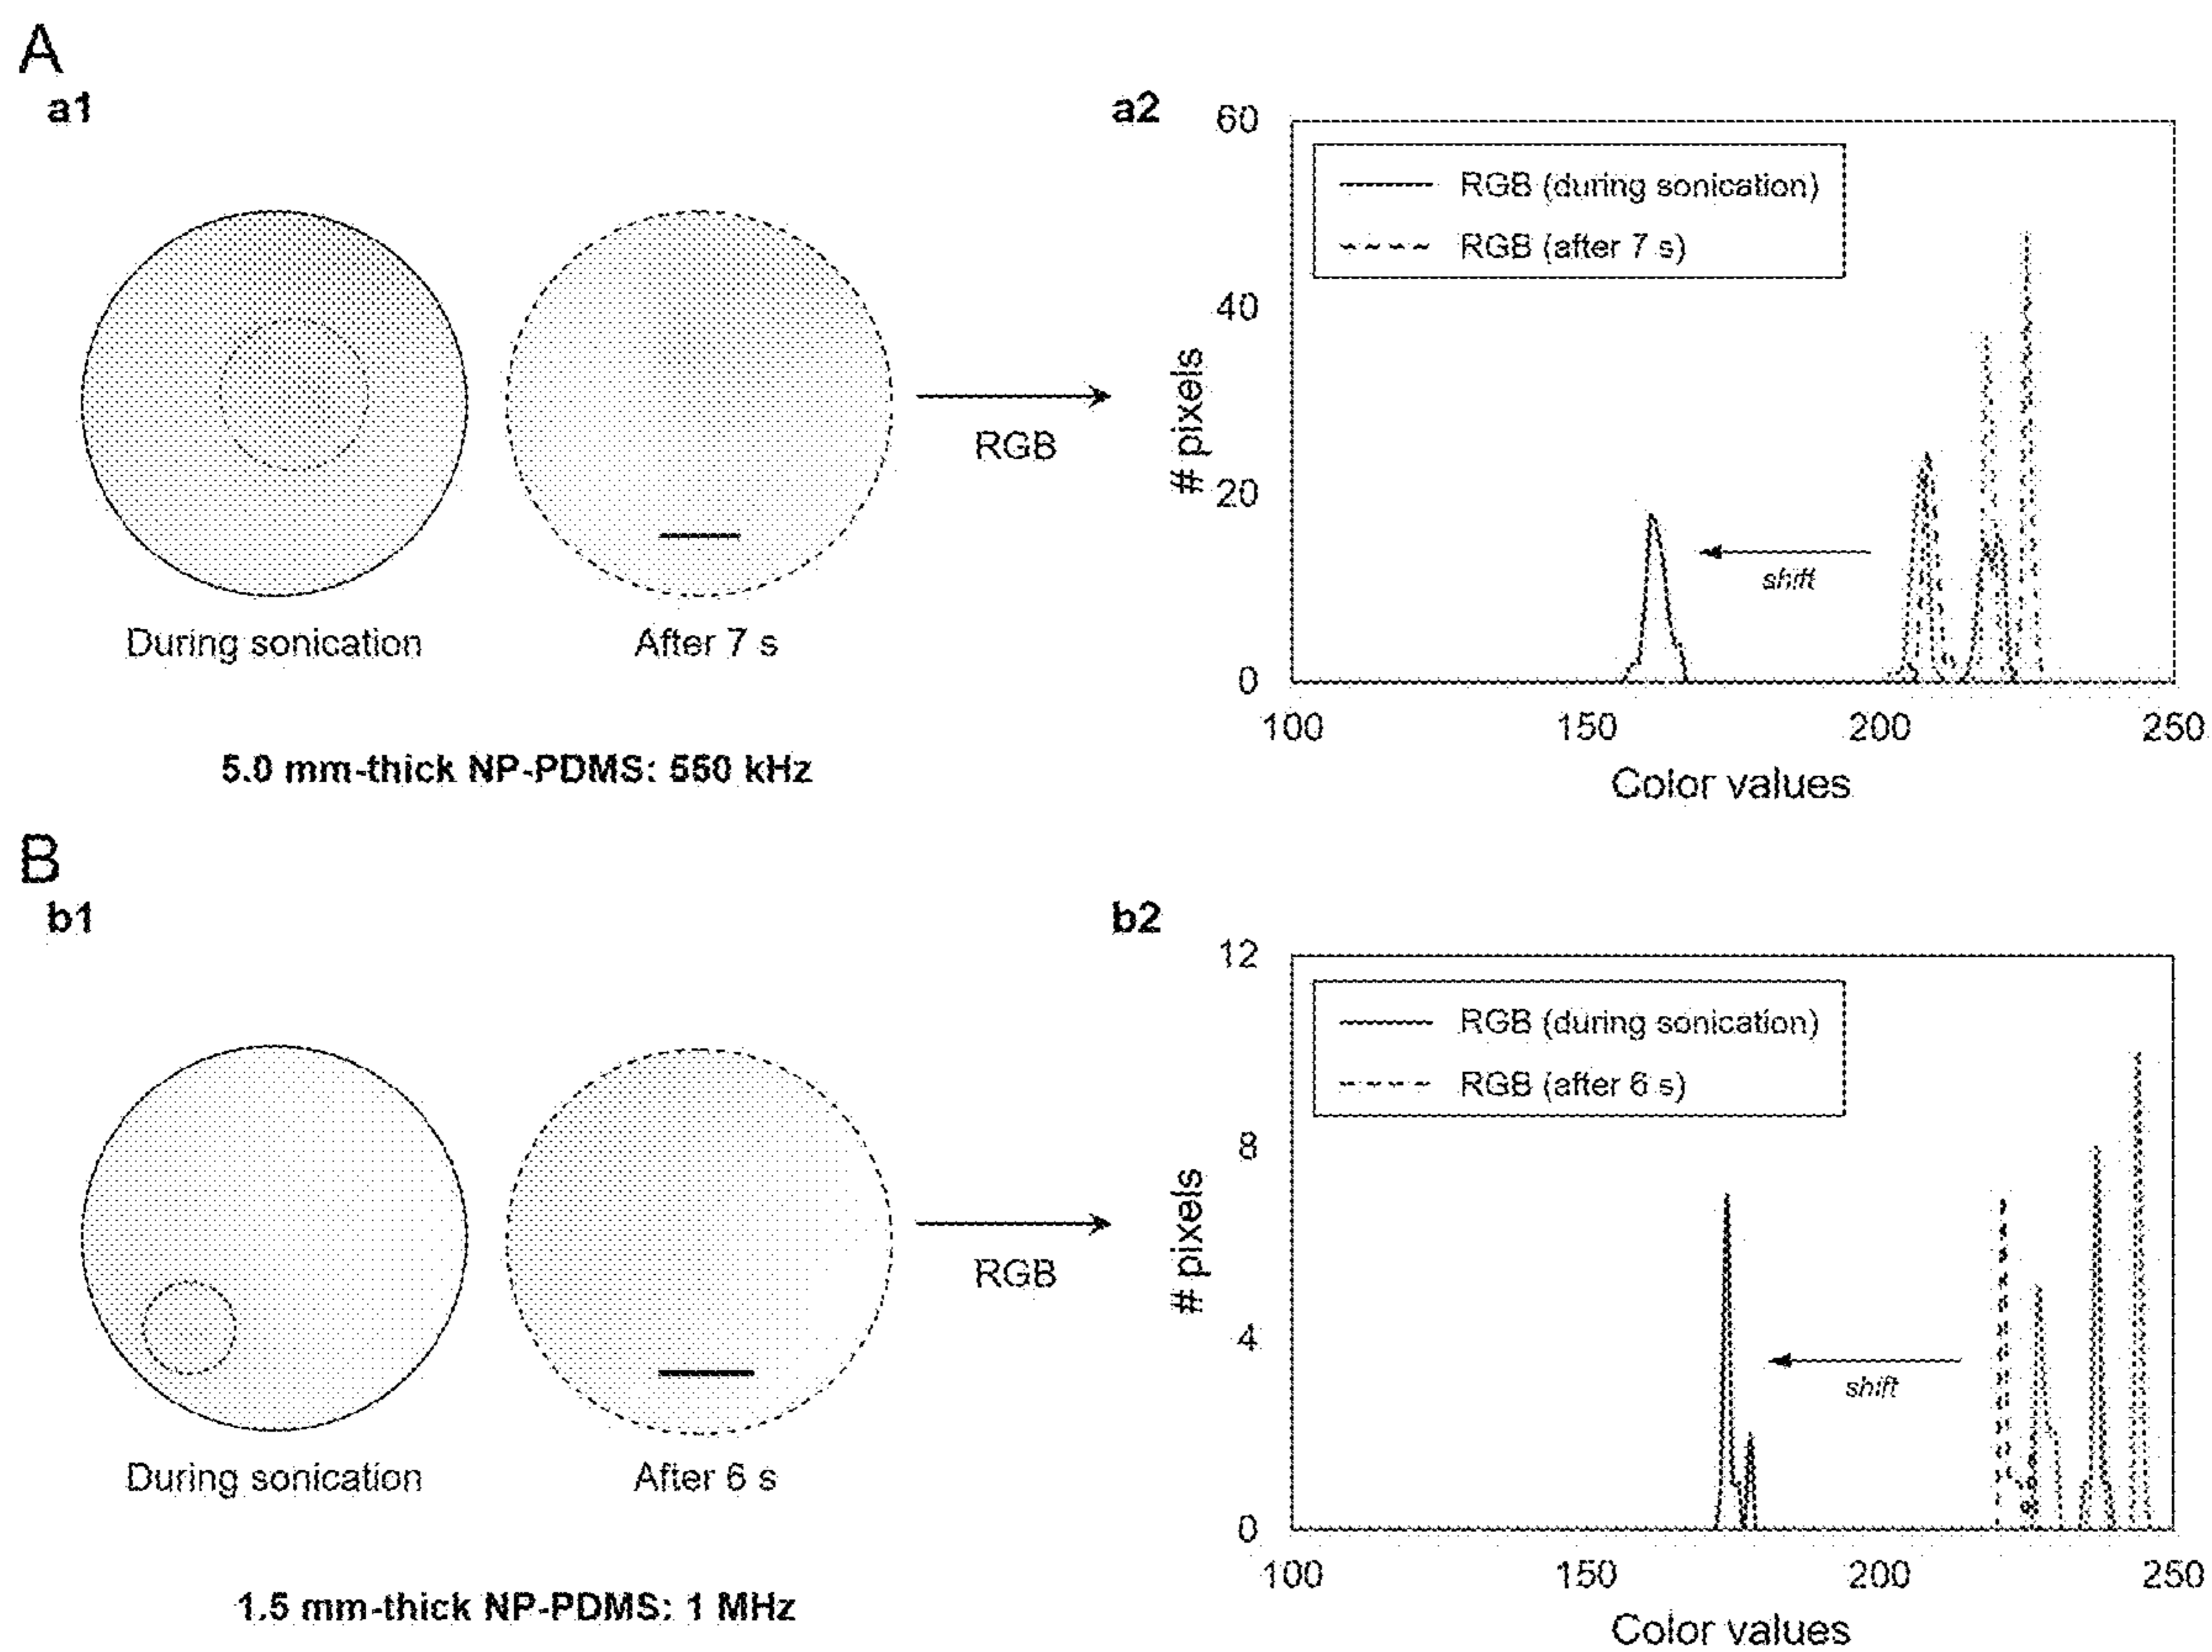 A
a1
During sonication
After 7 s
5.0 mm-thick NP-PDMS: 550 kHz
RGB
a2
60
40
20
0
# pixels
RGB (during sonication)
RGB (after 7 s)
shift
100 150 200 250
Color values
B
b1
During sonication
After 6 s
1.5 mm-thick NP-PDMS: 1 MHz
RGB
b2
12
8
4
0
# pixels
RGB (during sonication)
RGB (after 6 s)
shift
100 150 200 250
Color values